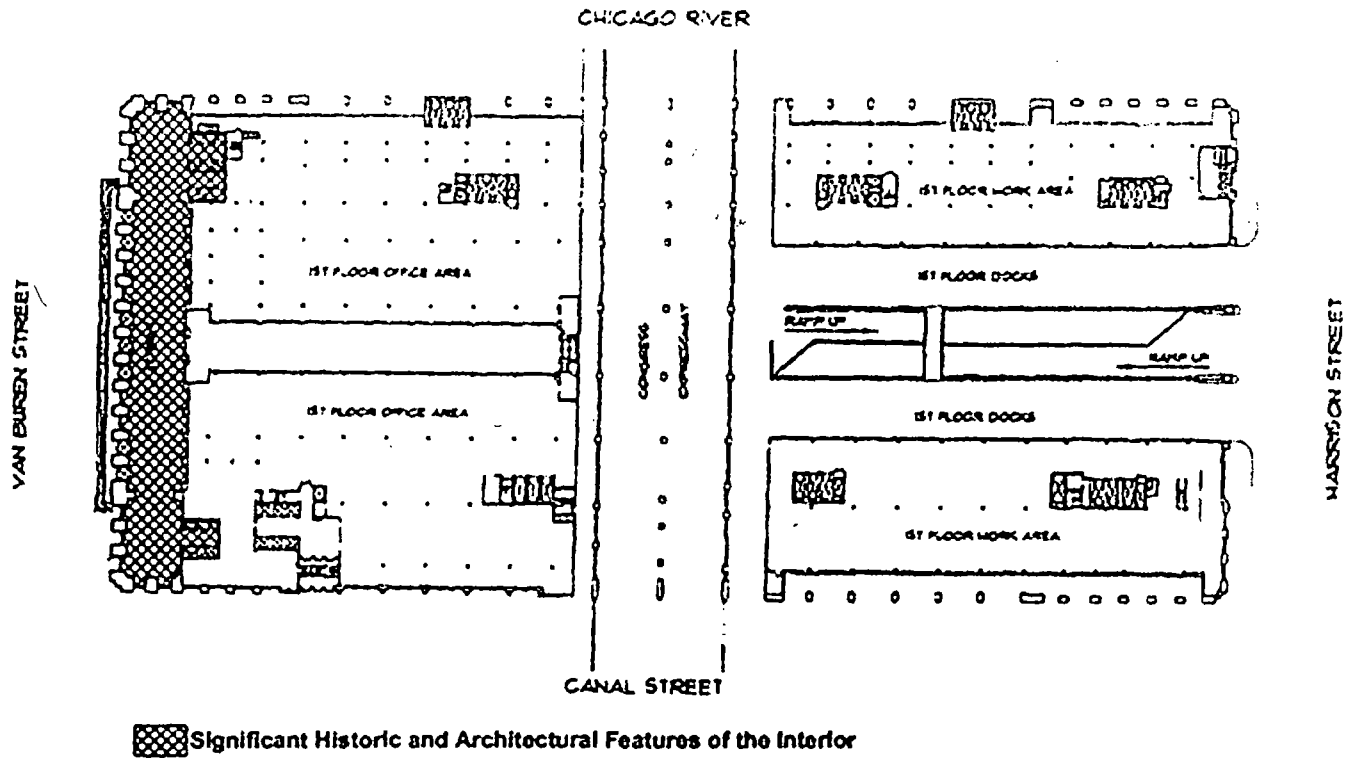 CHICAGO RIVER
1ST FLOOR WORK AREA
1ST FLOOR OFFICE AREA
1ST FLOOR DOCKS
VAN BUREN STREET
CONGRESS
EXPRESSWAY
RAMP UP
RAMP UP
HARRISON STREET
1ST FLOOR OFFICE AREA
1ST FLOOR DOCKS
1ST FLOOR WORK AREA
CANAL STREET
Significant Historic and Architectural Features of the Interior